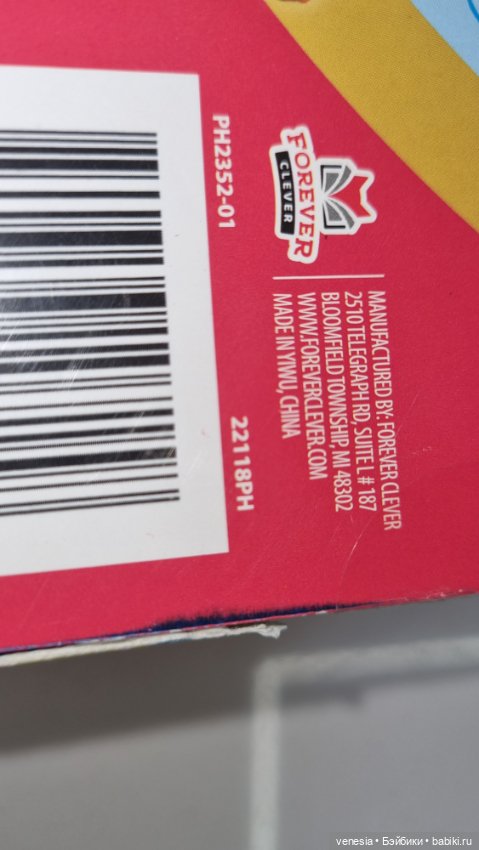 PH2352-01
22118PH
FOREVER
CLEVER
MANUFACTURED BY: FOREVER CLEVER
2510 TELEGRAPH RD, SUITE L # 187
BLOOMFIELD TOWNSHIP, MI 48302
WWW.FOREVERCLEVER.COM
MADE IN YIWU, CHINA
venesia • Бэйбики • babiki.ru